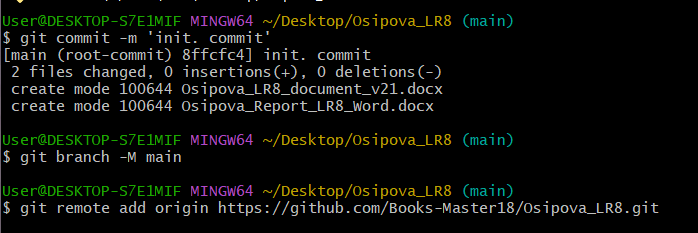 User@DESKTOP-S7E1MIF MINGW64 ~/Desktop/Osipova_LR8 (main)
$ git commit -m 'init. commit'
[main (root-commit) 8ffcfc4] init. commit
 2 files changed, 0 insertions(+), 0 deletions(-)
 create mode 100644 Osipova_LR8_document_v21.docx
 create mode 100644 Osipova_Report_LR8_Word.docx
User@DESKTOP-S7E1MIF MINGW64 ~/Desktop/Osipova_LR8 (main)
$ git branch -M main
User@DESKTOP-S7E1MIF MINGW64 ~/Desktop/Osipova_LR8 (main)
$ git remote add origin https://github.com/Books-Master18/Osipova_LR8.git